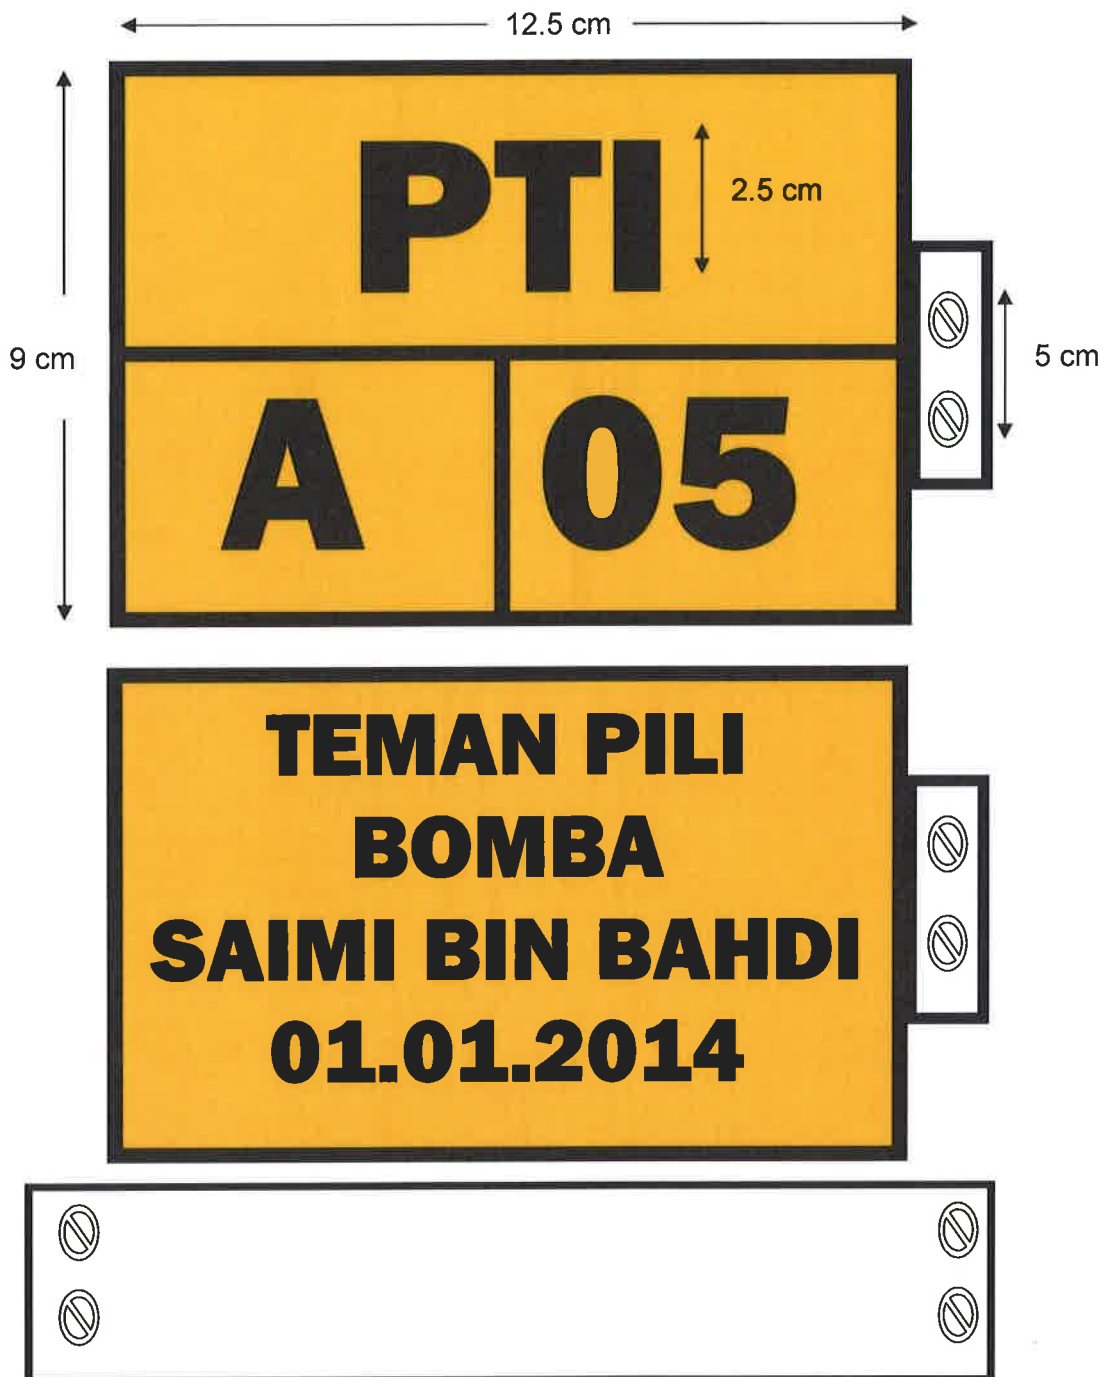 12.5 cm
PTI
2.5 cm
9 cm
5 cm
A 05
TEMAN PILI
BOMBA
SAIMI BIN BAHDI
01.01.2014